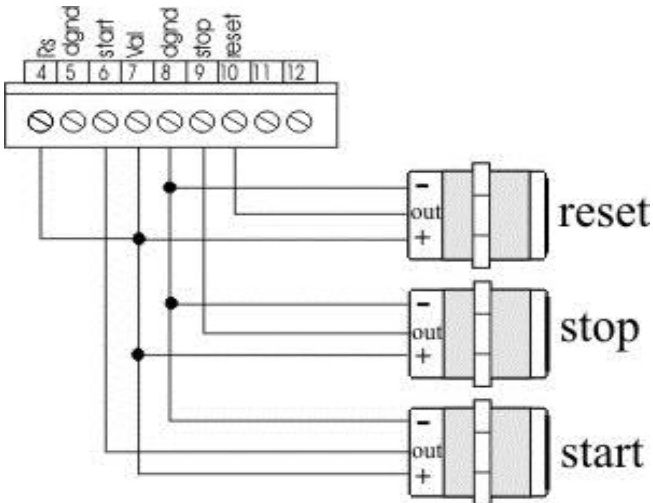 Rs dgnd start Val dgnd stop reset
4 5 6 7 8 9 10 11 12
-
out reset
+
-
out stop
+
-
out start
+